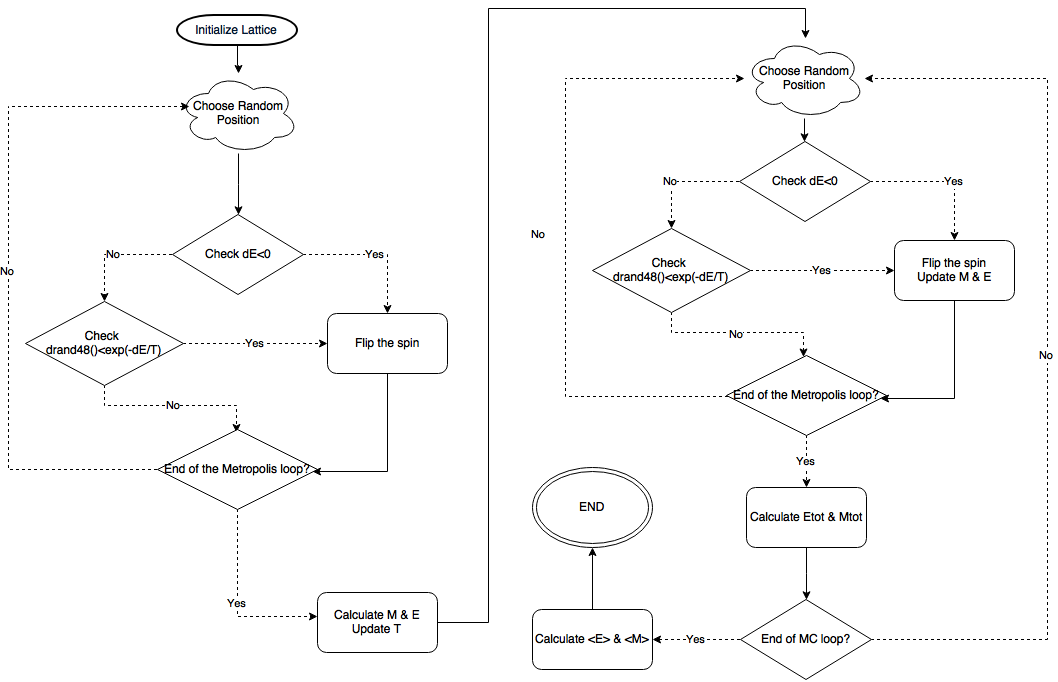 Initialize Lattice
Choose Random
Position
Check dE<0
No
Yes
Check
drand48()<exp(-dE/T)
Yes
Flip the spin
No
No
End of the Metropolis loop?
Yes
Calculate M & E
Update T
Choose Random
Position
Check dE<0
No
Yes
No
Check
drand48()<exp(-dE/T)
Yes
Flip the spin
Update M & E
No
No
End of the Metropolis loop?
Yes
Calculate Etot & Mtot
END
End of MC loop?
Yes
Calculate <E> & <M>